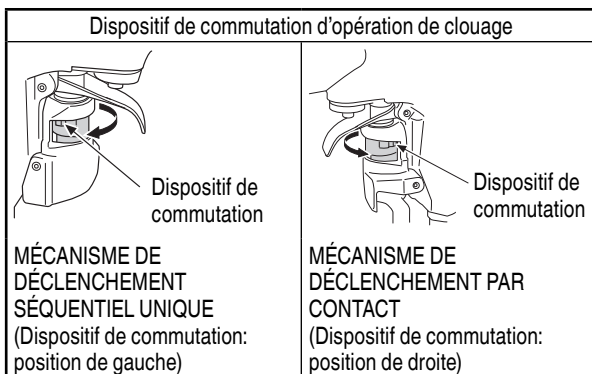 Dispositif de commutation d'opération de clouage
Dispositif de
commutation
MÉCANISME DE
DÉCLENCHEMENT
SÉQUENTIEL UNIQUE
(Dispositif de commutation:
position de gauche)
Dispositif de
commutation
MÉCANISME DE
DÉCLENCHEMENT PAR
CONTACT
(Dispositif de commutation:
position de droite)